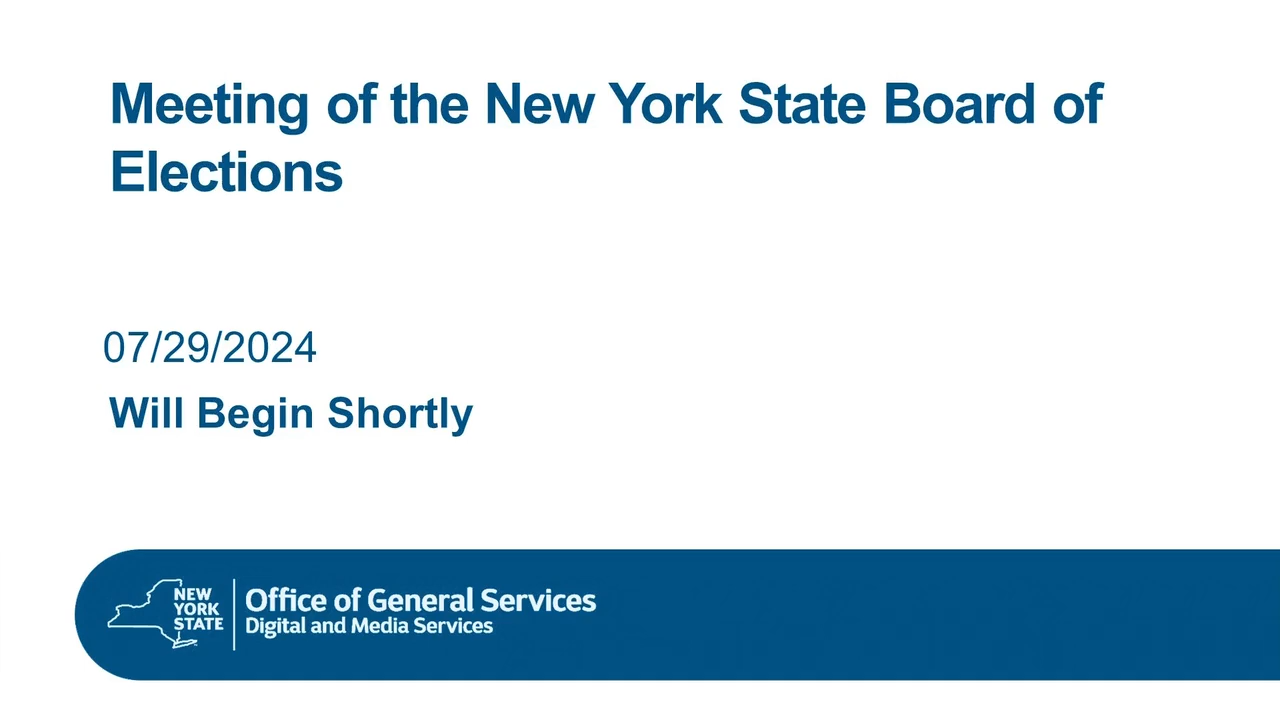 Meeting of the New York State Board of
Elections
07/29/2024
Will Begin Shortly
NEW
YORK
STATE
Office of General Services
Digital and Media Services